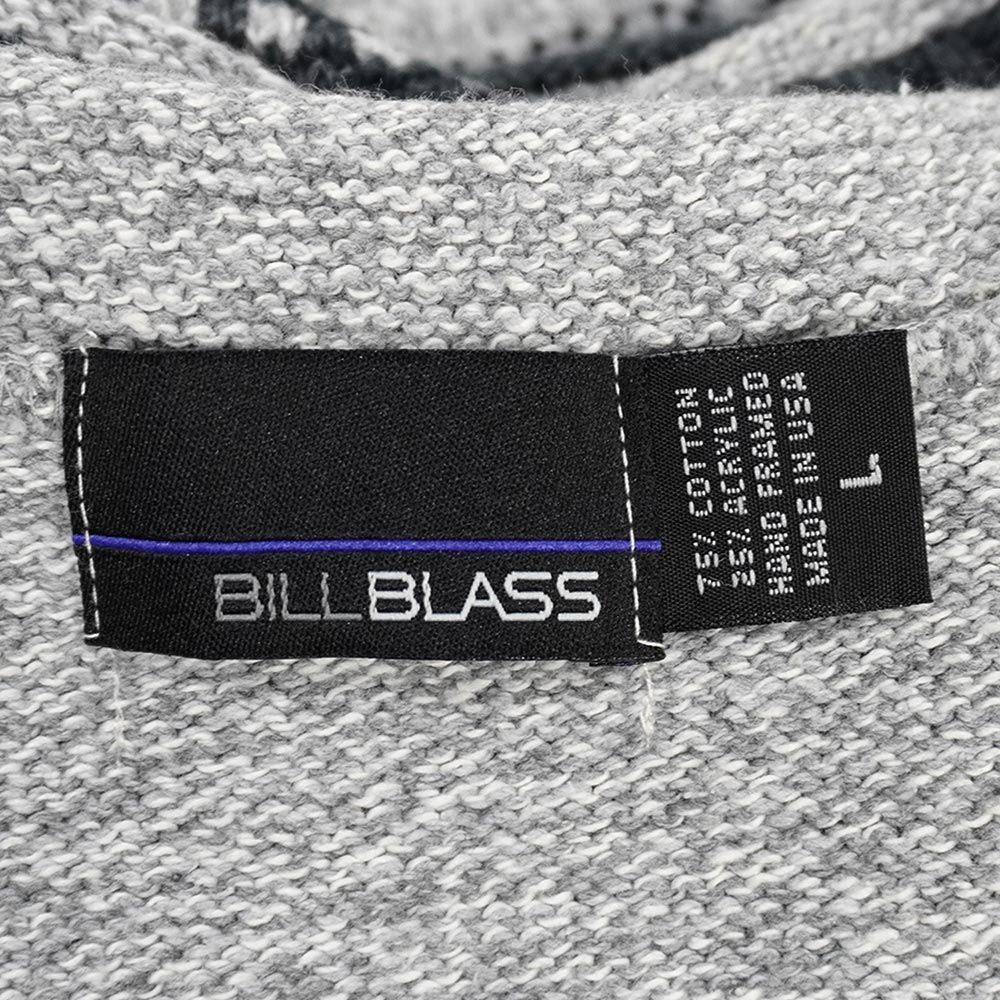 BILLBLASS
75% COTTON
25% ACRYLIC
HAND FRAMED
MADE IN USA
L